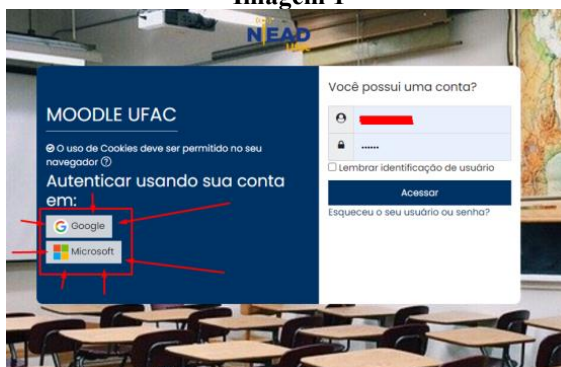 Imagem 1
NEAD
MOODLE UFAC
O uso de Cookies deve ser permitido no seu
navegador
Autenticar usando sua conta
em:
Google
Microsoft
Você possui uma conta?
Lembrar identificação de usuário
Acessar
Esqueceu o seu usuário ou senha?